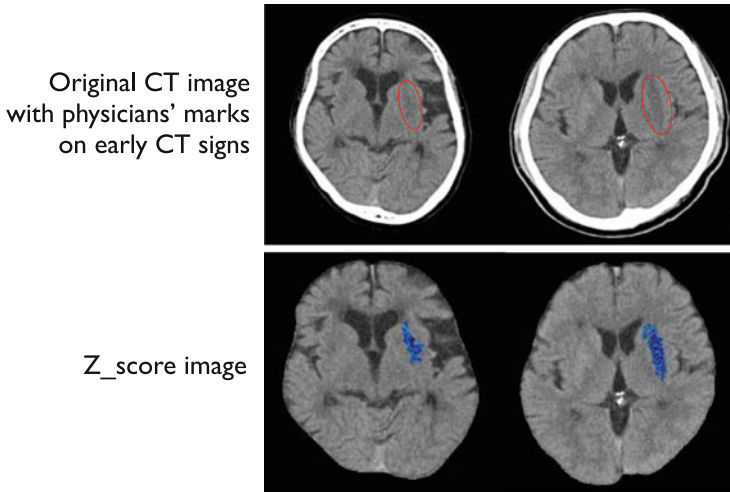 Original CT image
with physicians’ marks
on early CT signs
Z_score image